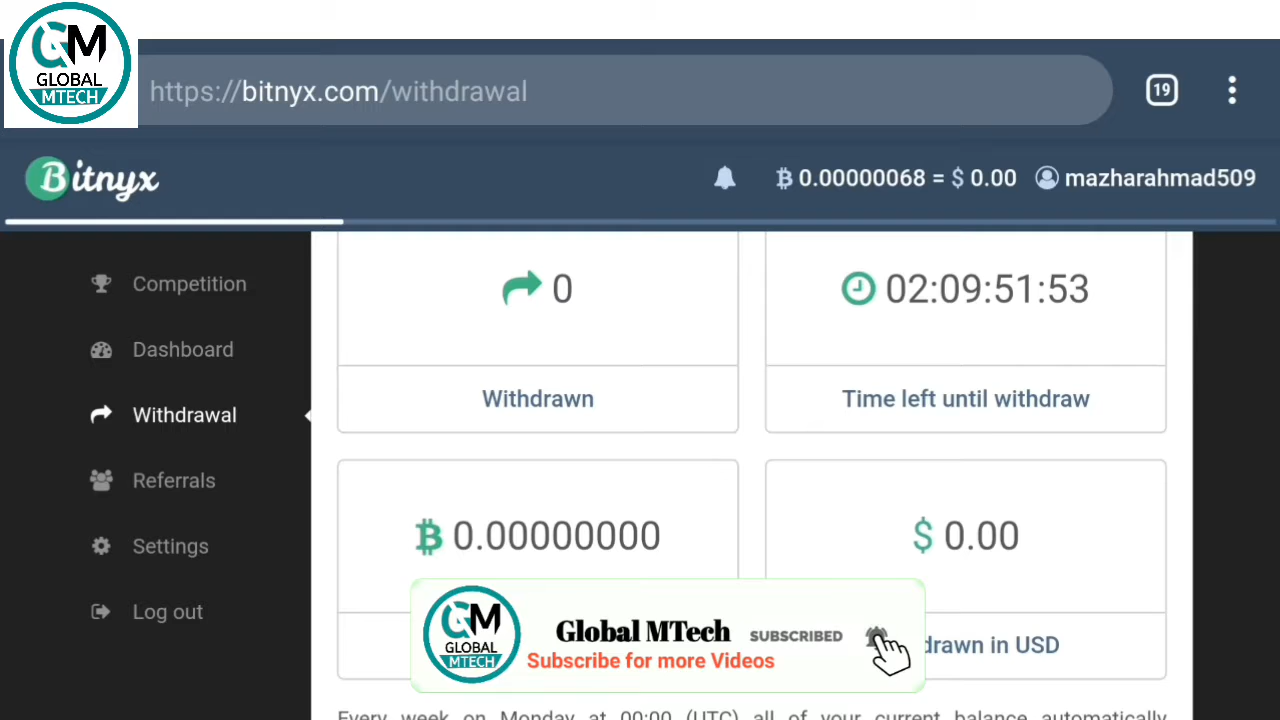 GM
GLOBAL
MTECH
https://bitnyx.com/withdrawal
19
Bitnyx
0.00000068 = $ 0.00
mazharahmad509
Competition
Dashboard
Withdrawal
Referrals
Settings
Log out
0
Withdrawn
02:09:51:53
Time left until withdraw
0.00000000
$ 0.00
drawn in USD
GM
GLOBAL
MTECH
Global MTech
SUBSCRIBED
Subscribe for more Videos
Every week on Monday at 00:00 (UTC) all of your current balance automatically